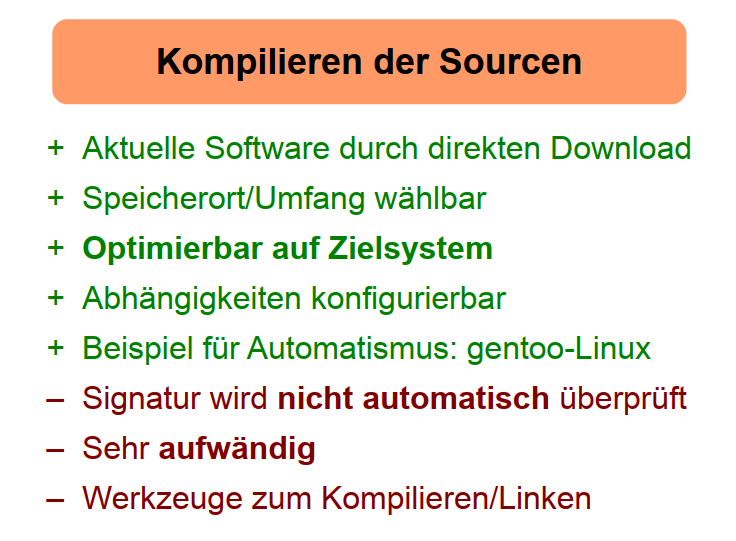 Kompilieren der Sourcen
+ Aktuelle Software durch direkten Download
+ Speicherort/Umfang wählbar
+ Optimierbar auf Zielsystem
+ Abhängigkeiten konfigurierbar
+ Beispiel für Automatismus: gentoo-Linux
– Signatur wird nicht automatisch überprüft
– Sehr aufwändig
– Werkzeuge zum Kompilieren/Linken